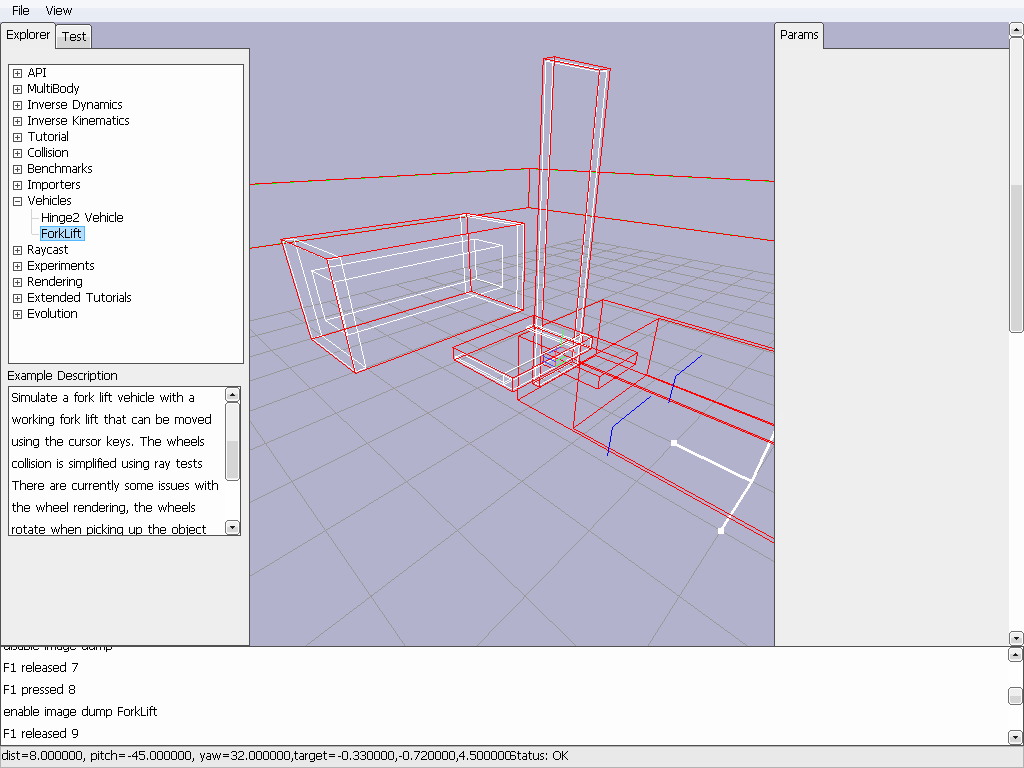 File View
Explorer Test
Params
API
MultiBody
Inverse Dynamics
Inverse Kinematics
Tutorial
Collision
Benchmarks
Importers
Vehicles
Hinge2 Vehicle
ForkLift
Raycast
Experiments
Rendering
Extended Tutorials
Evolution
Example Description
Simulate a fork lift vehicle with a
working fork lift that can be moved
using the cursor keys. The wheels
collision is simplified using ray tests
There are currently some issues with
the wheel rendering, the wheels
rotate when picking up the object
disable image dump
F1 released 7
F1 pressed 8
enable image dump ForkLift
F1 released 9
dist=8.000000, pitch=-45.000000, yaw=32.000000,target=-0.330000,-0.720000,4.500000Status: OK